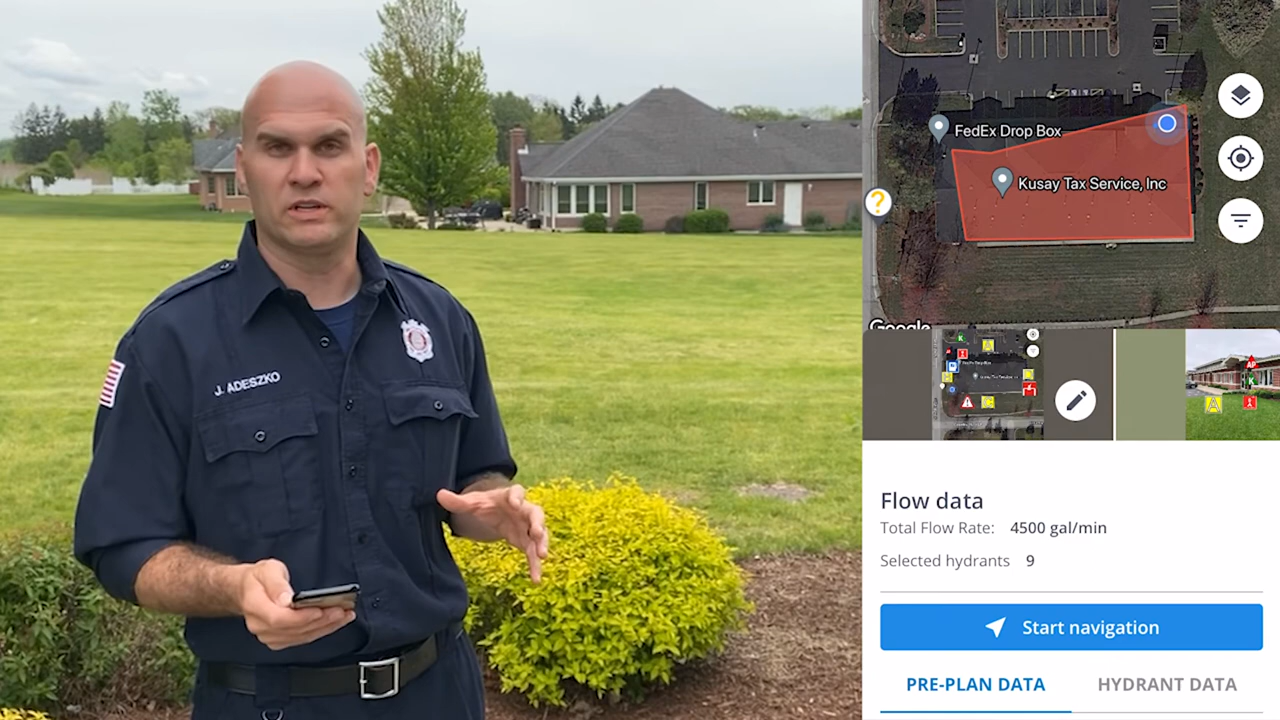 J. ADESZKO
FedEx Drop Box
Kusay Tax Service, Inc
?
Google
K
AP
K
Flow data
Total Flow Rate: 4500 gal/min
Selected hydrants 9
Start navigation
PRE-PLAN DATA
HYDRANT DATA